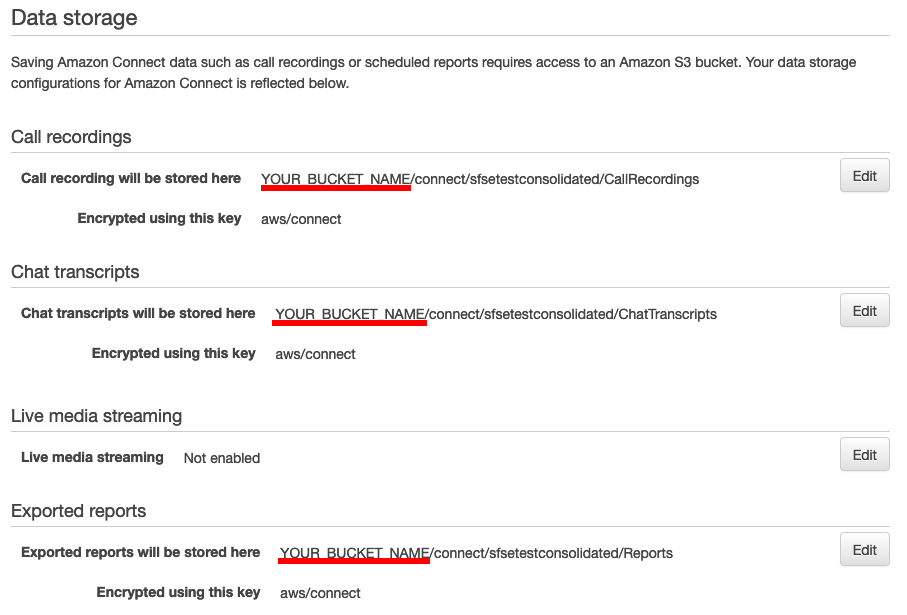 Data storage
Saving Amazon Connect data such as call recordings or scheduled reports requires access to an Amazon S3 bucket. Your data storage
configurations for Amazon Connect is reflected below.
Call recordings
Call recording will be stored here YOUR_BUCKET_NAME/connect/sfsetestconsolidated/CallRecordings Edit
Encrypted using this key aws/connect
Chat transcripts
Chat transcripts will be stored here YOUR_BUCKET_NAME/connect/sfsetestconsolidated/ChatTranscripts Edit
Encrypted using this key aws/connect
Live media streaming
Live media streaming Not enabled Edit
Exported reports
Exported reports will be stored here YOUR_BUCKET_NAME/connect/sfsetestconsolidated/Reports Edit
Encrypted using this key aws/connect